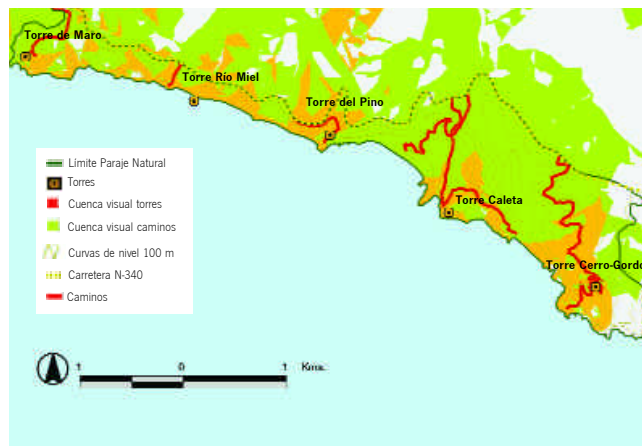 Torre de Maro
Torre Río Miel
Torre del Pino
Torre Caleta
Torre Cerro-Gordo
Límite Paraje Natural
Torres
Cuenca visual torres
Cuenca visual caminos
Curvas de nivel 100 m
Carretera N-340
Caminos
1 0 1 Kms.